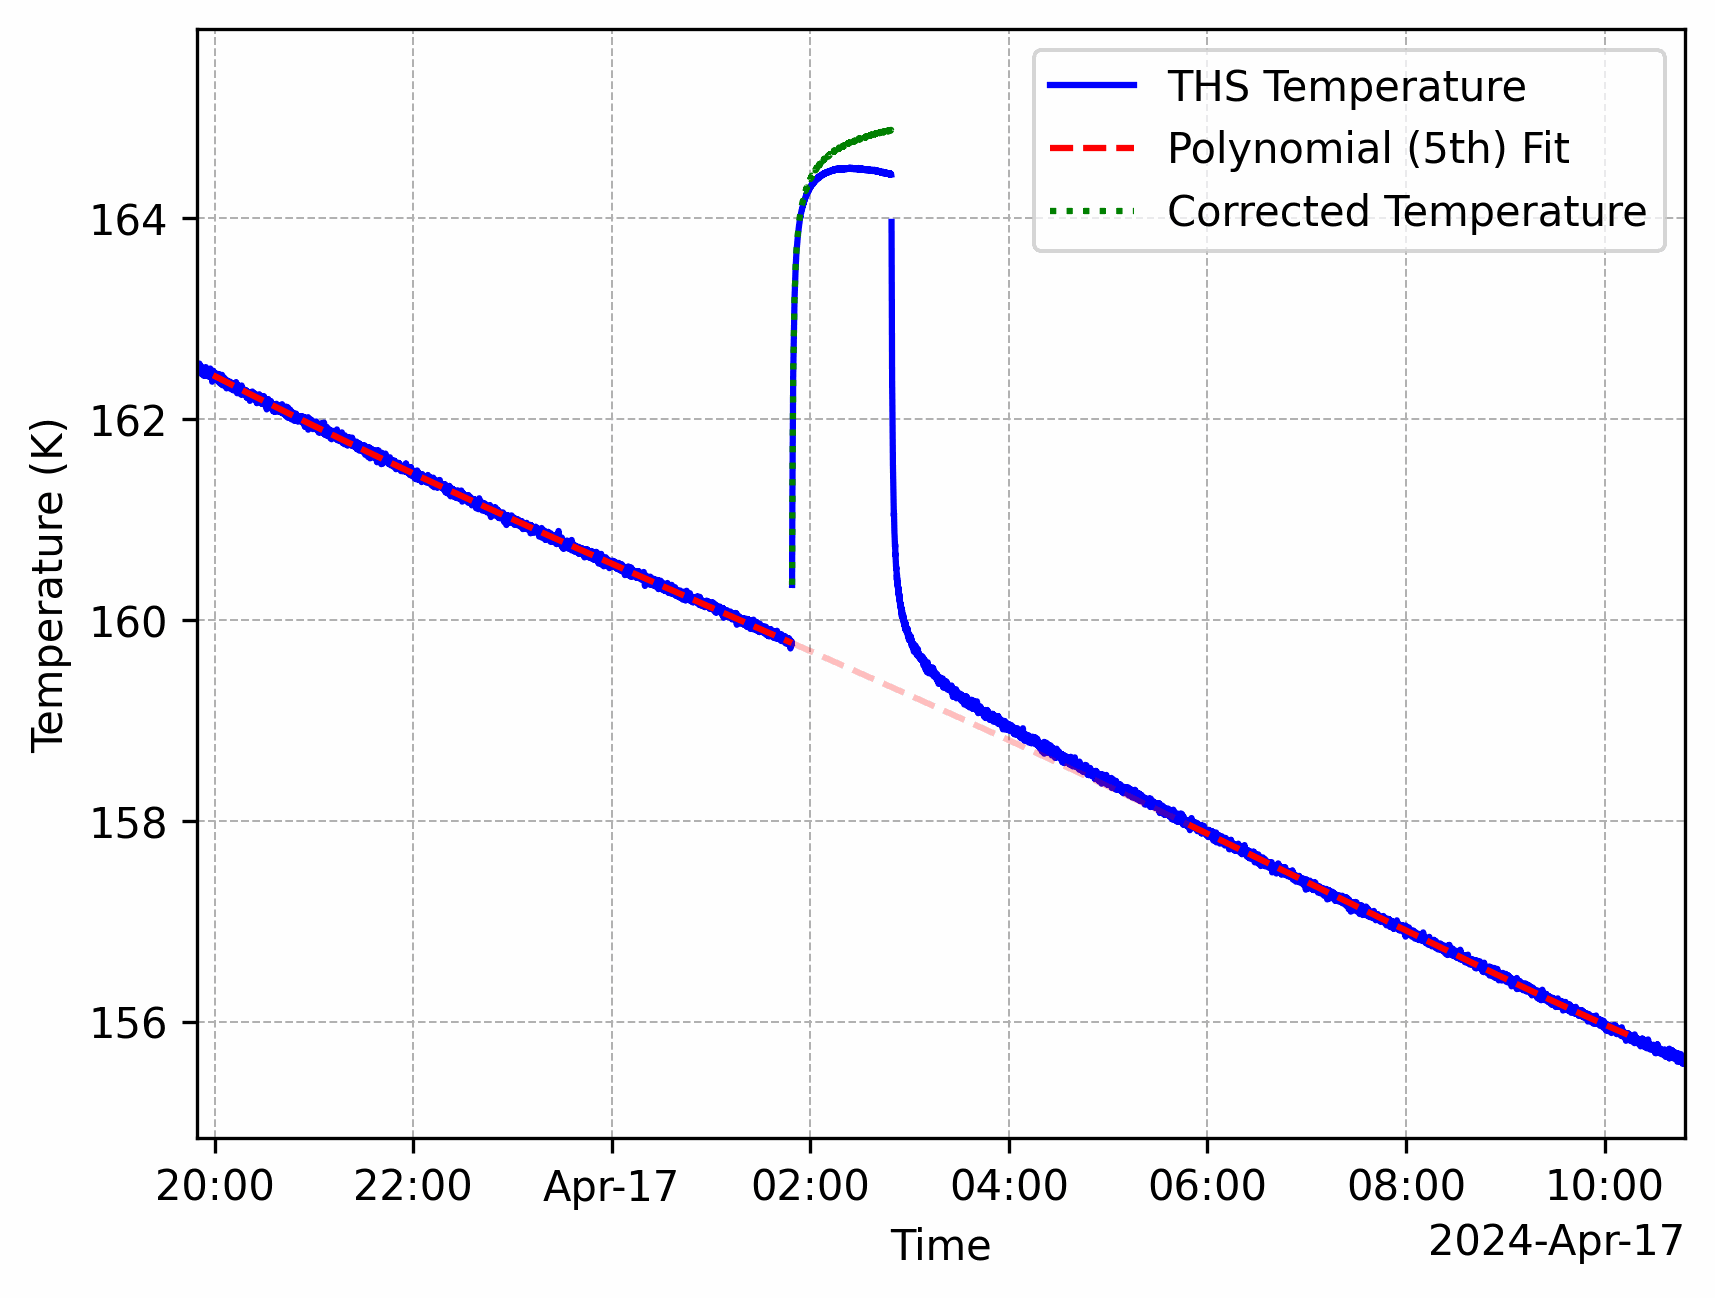 THS Temperature
Polynomial (5th) Fit
Corrected Temperature
164
162
160
158
156
Temperature (K)
20:00 22:00 Apr-17 02:00 04:00 06:00 08:00 10:00
2024-Apr-17
Time